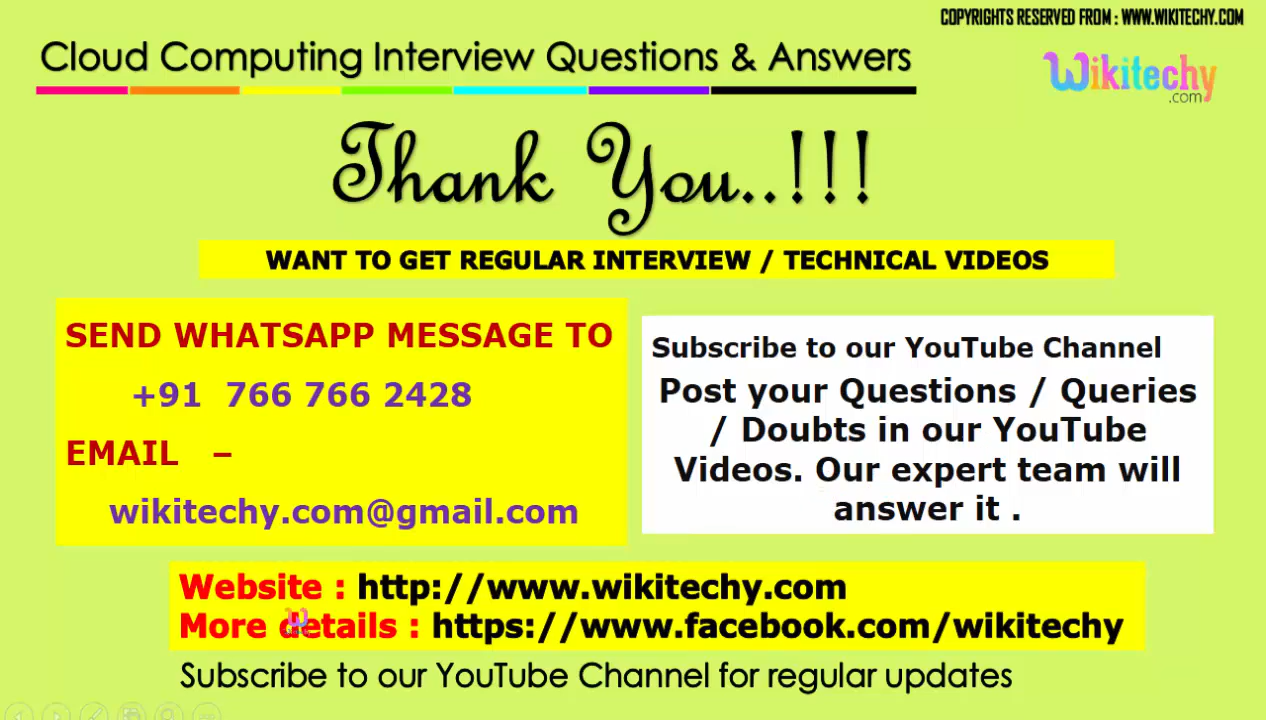 COPYRIGHTS RESERVED FROM : WWW.WIKITECHY.COM
Cloud Computing Interview Questions & Answers
Wikitechy
.com
Thank You..!!!
WANT TO GET REGULAR INTERVIEW / TECHNICAL VIDEOS
SEND WHATSAPP MESSAGE TO
+91 766 766 2428
EMAIL –
wikitechy.com@gmail.com
Subscribe to our YouTube Channel
Post your Questions / Queries
/ Doubts in our YouTube
Videos. Our expert team will
answer it .
Website : http://www.wikitechy.com
More details : https://www.facebook.com/wikitechy
Subscribe to our YouTube Channel for regular updates